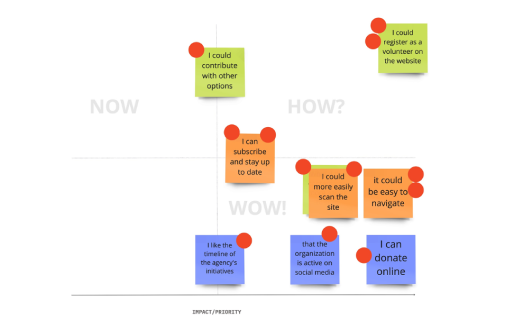 I could
register as a
volunteer on
the website
I could
contribute
with other
options
NOW
HOW?
I can
subscribe
and stay up
to date
I could
more easily
scan the
site
it could
be easy to
navigate
WOW!
I like the
timeline of
the agency's
initiatives
that the
organization
is active on
social media
I can
donate
online
IMPACT/PRIORITY